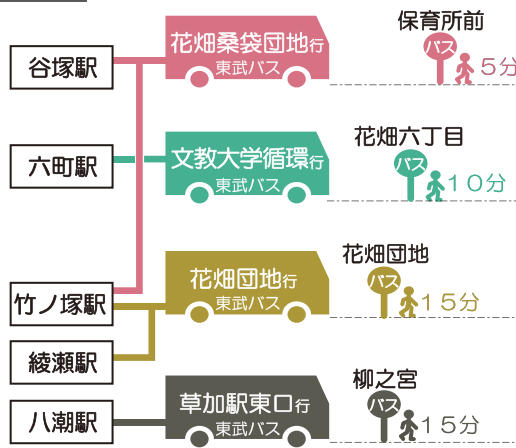 保育所前
花畑桑袋団地行
バス
谷塚駅
東武バス
5分
花畑六丁目
文教大学循環行
バス
六町駅
東武バス
10分
花畑団地
花畑団地行
バス
竹ノ塚駅
東武バス
15分
綾瀬駅
柳之宮
草加駅東口行
バス
八潮駅
東武バス
15分